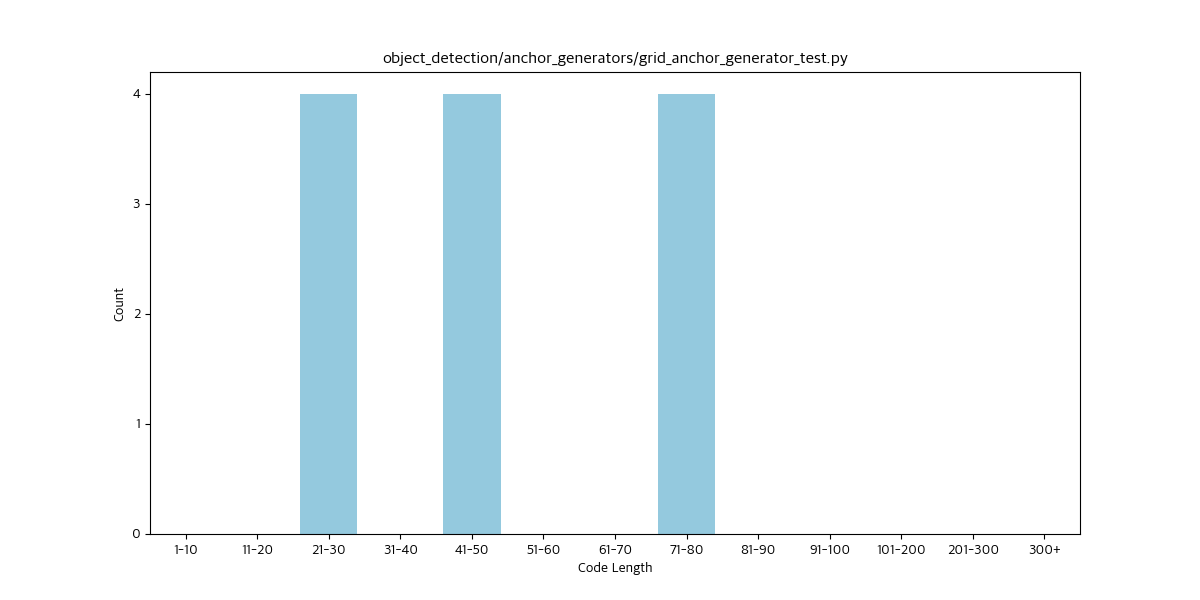 object_detection/anchor_generators/grid_anchor_generator_test.py
4
3
2
1
0
Count
1-10 11-20 21-30 31-40 41-50 51-60 61-70 71-80 81-90 91-100 101-200 201-300 300+
Code Length